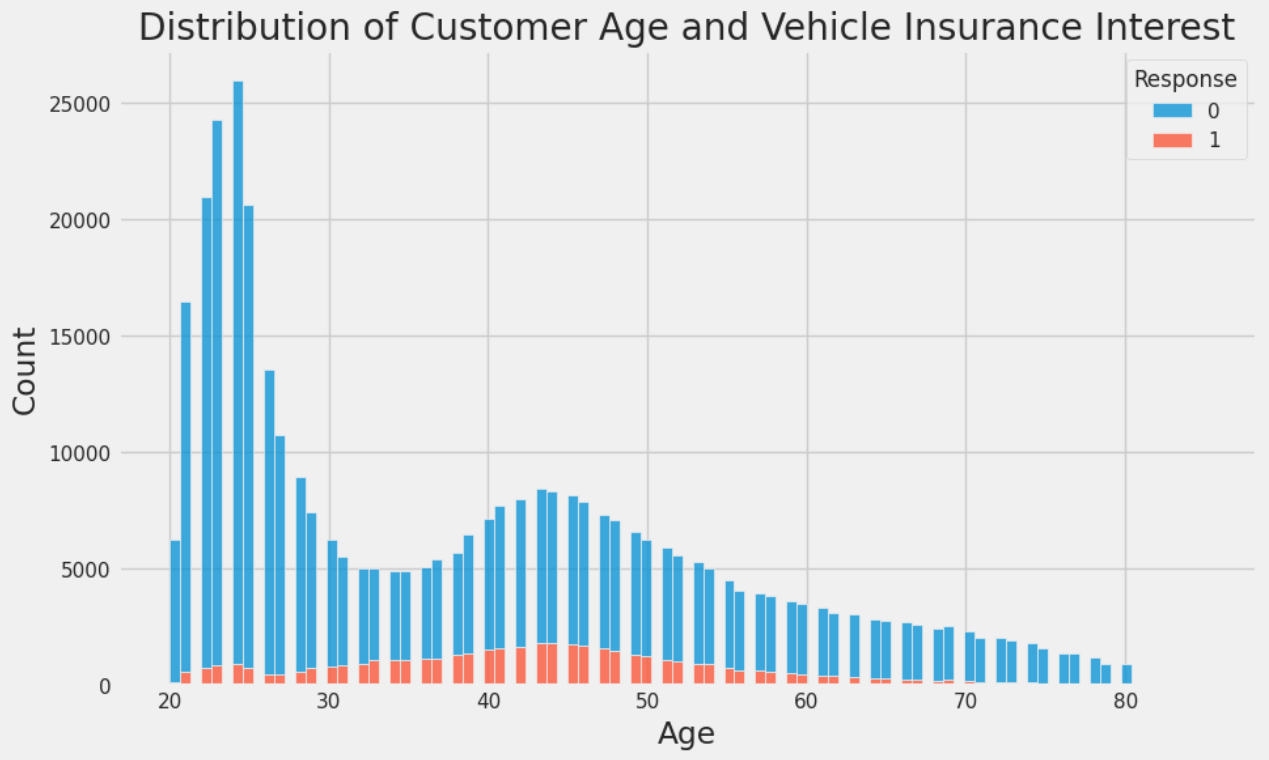 Distribution of Customer Age and Vehicle Insurance Interest
Response
0
1
Count
25000
20000
15000
10000
5000
0
20 30 40 50 60 70 80
Age